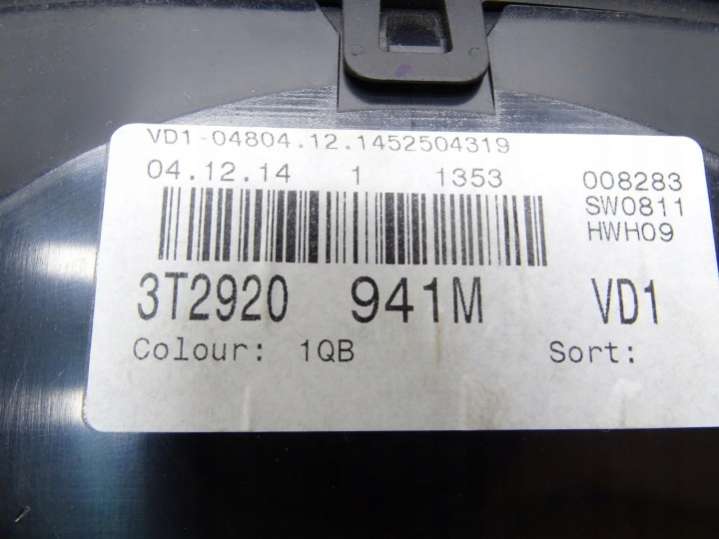 VD1-04804.12.1452504319
04.12.14 1 1353 008283
SW0811
HWH09
3T2920 941M VD1
Colour: 1QB Sort: